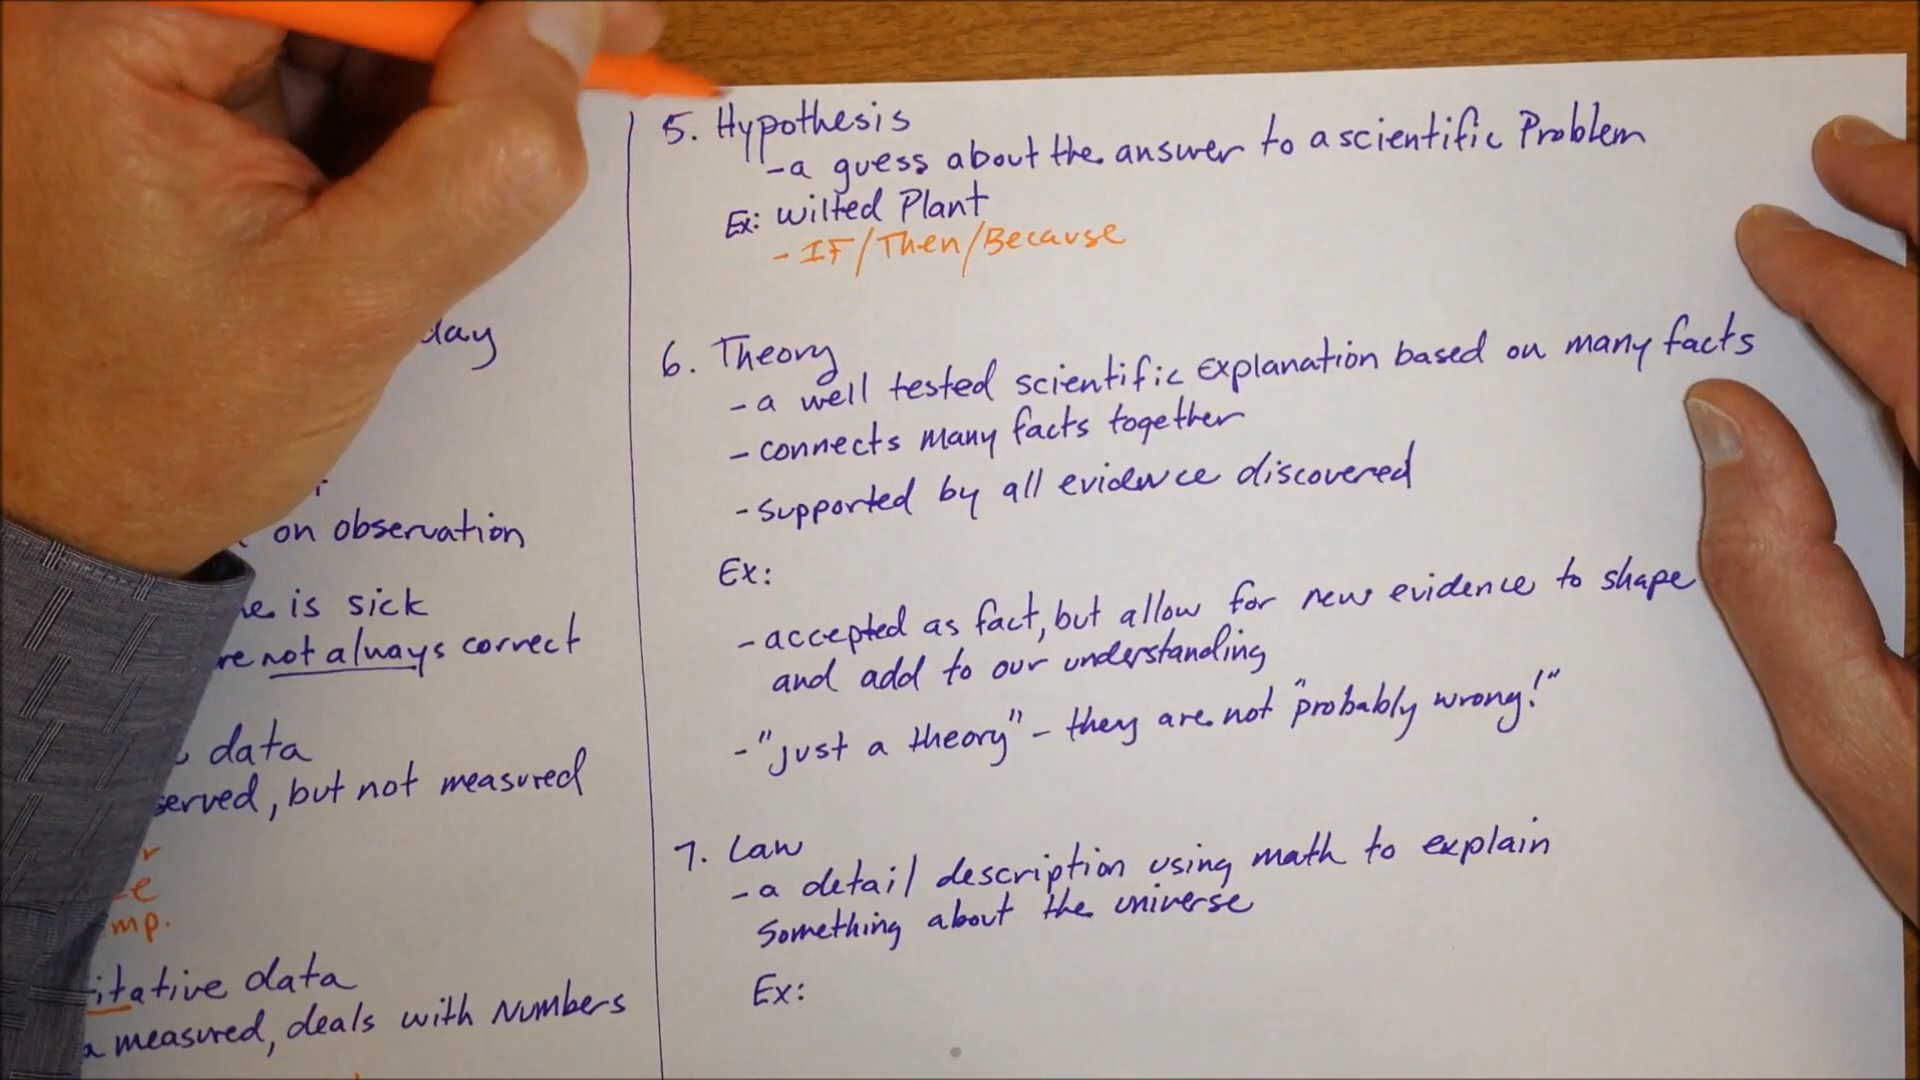 day
on observation
is sick
not always correct
data
served, but not measured
mp.
itative data
measured, deals with Numbers
5. Hypothesis
-a guess about the answer to a scientific Problem
Ex: wilted Plant
- IF/Then/Because
6. Theory
-a well tested scientific explanation based on many facts
-connects many facts together
-supported by all evidence discovered
Ex:
-accepted as fact, but allow for new evidence to shape
and add to our understanding
-"just a theory" - they are not "probably wrong!"
7. Law
-a detail description using math to explain
Something about the universe
Ex: